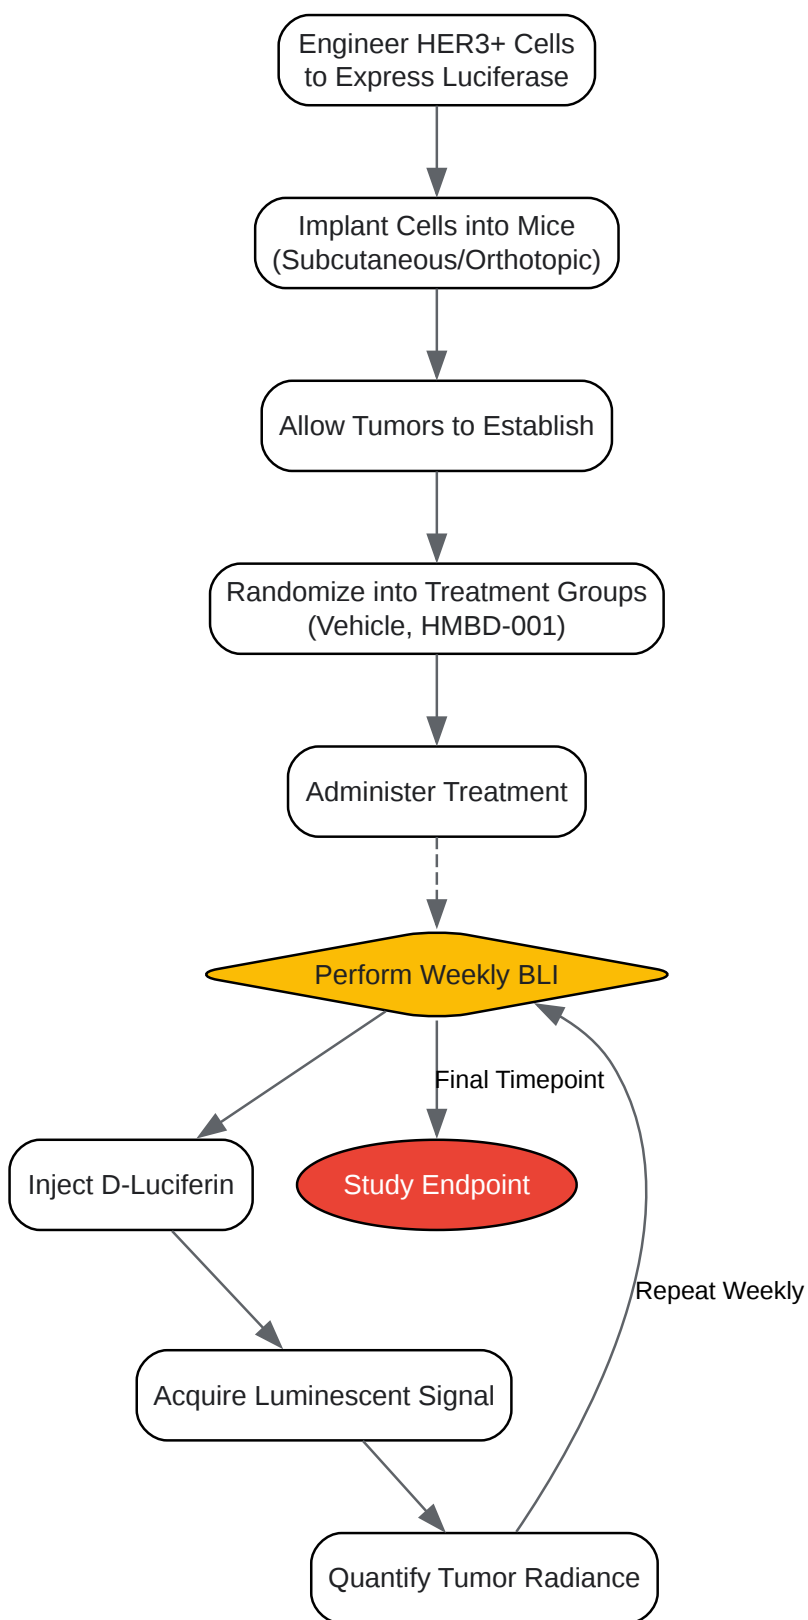 Engineer HER3+ Cells
to Express Luciferase
Implant Cells into Mice
(Subcutaneous/Orthotopic)
Allow Tumors to Establish
Randomize into Treatment Groups
(Vehicle, HMBD-001)
Administer Treatment
Perform Weekly BLI
Final Timepoint
Inject D-Luciferin
Study Endpoint
Repeat Weekly
Acquire Luminescent Signal
Quantify Tumor Radiance